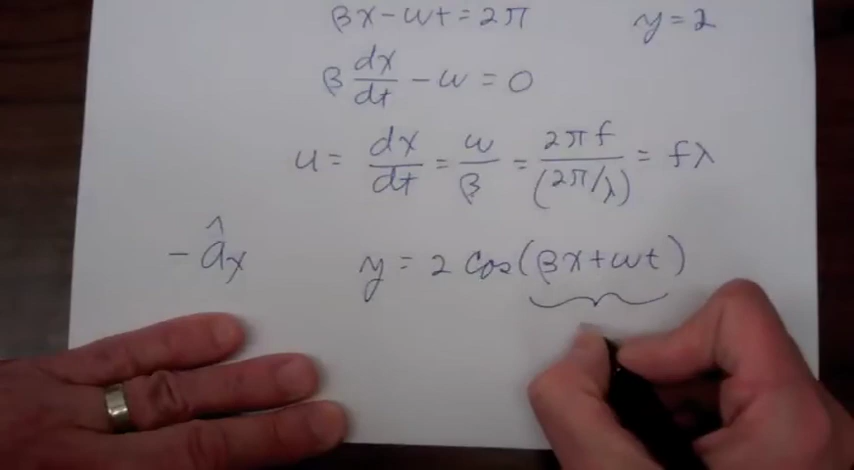 βx-ωt=2π y=2
β dx/dt - ω = 0
u = dx/dt = ω/β = 2πf/(2π/λ) = fλ
-âx y = 2 cos(βx+ωt)